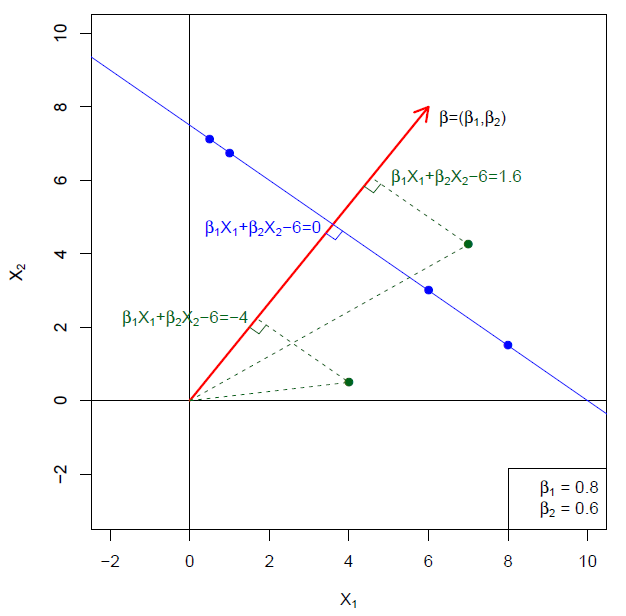 10
8
6
4
2
0
−2
X₂
β=(β₁,β₂)
β₁X₁+β₂X₂−6=1.6
β₁X₁+β₂X₂−6=0
β₁X₁+β₂X₂−6=−4
β₁ = 0.8
β₂ = 0.6
−2 0 2 4 6 8 10
X₁